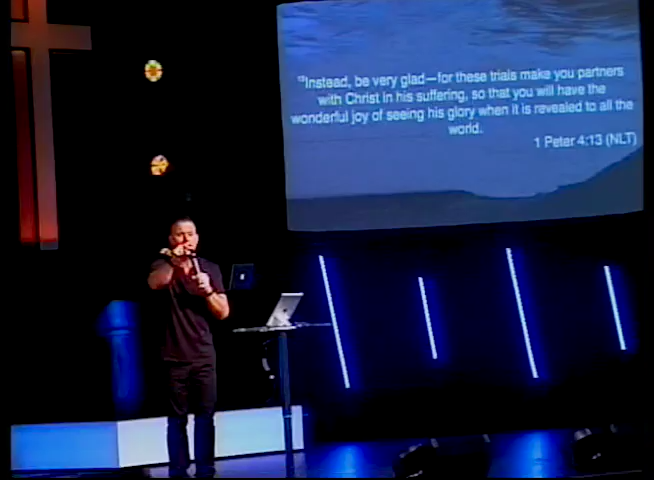 ¹³Instead, be very glad—for these trials make you partners
with Christ in his suffering, so that you will have the
wonderful joy of seeing his glory when it is revealed to all the
world.
1 Peter 4:13 (NLT)